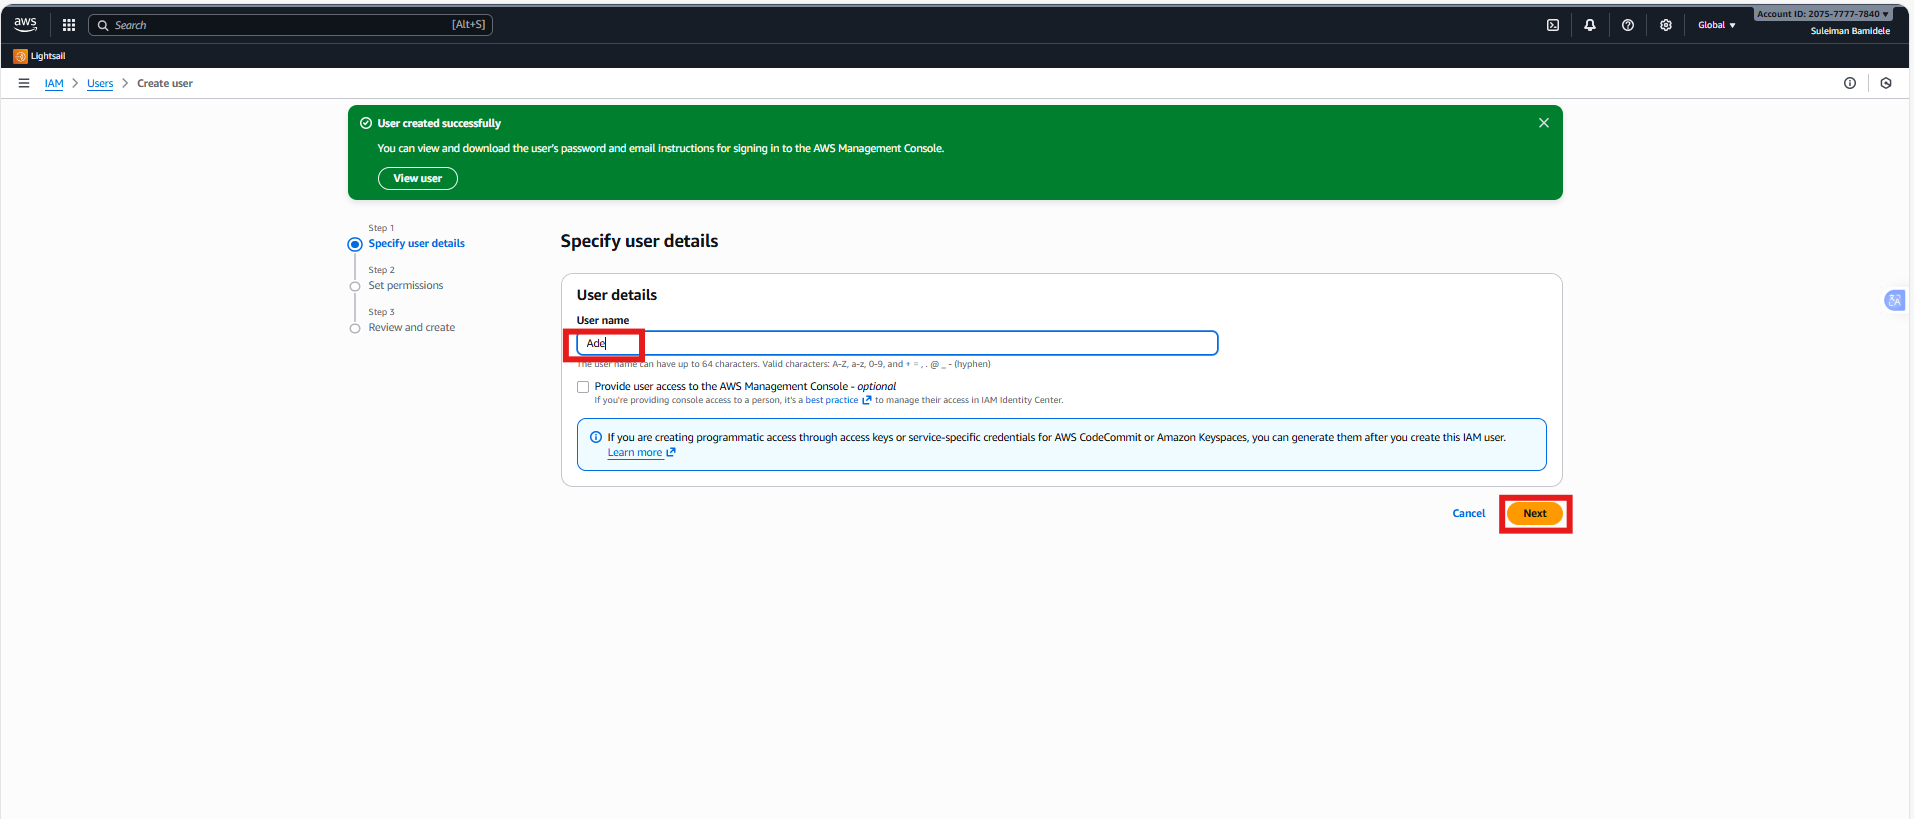 aws
Search [Alt+S]
Global ▼
Account ID: 2075-7777-7840 ▼
Suleiman Bamidele
Lightsail
IAM > Users > Create user
User created successfully
You can view and download the user's password and email instructions for signing in to the AWS Management Console.
View user
Step 1
Specify user details
Step 2
Set permissions
Step 3
Review and create
Specify user details
User details
User name
Ade
The user name can have up to 64 characters. Valid characters: A-Z, a-z, 0-9, and + = , . @ _ - (hyphen)
Provide user access to the AWS Management Console - optional
If you're providing console access to a person, it's a best practice to manage their access in IAM Identity Center.
If you are creating programmatic access through access keys or service-specific credentials for AWS CodeCommit or Amazon Keyspaces, you can generate them after you create this IAM user.
Learn more
Cancel
Next